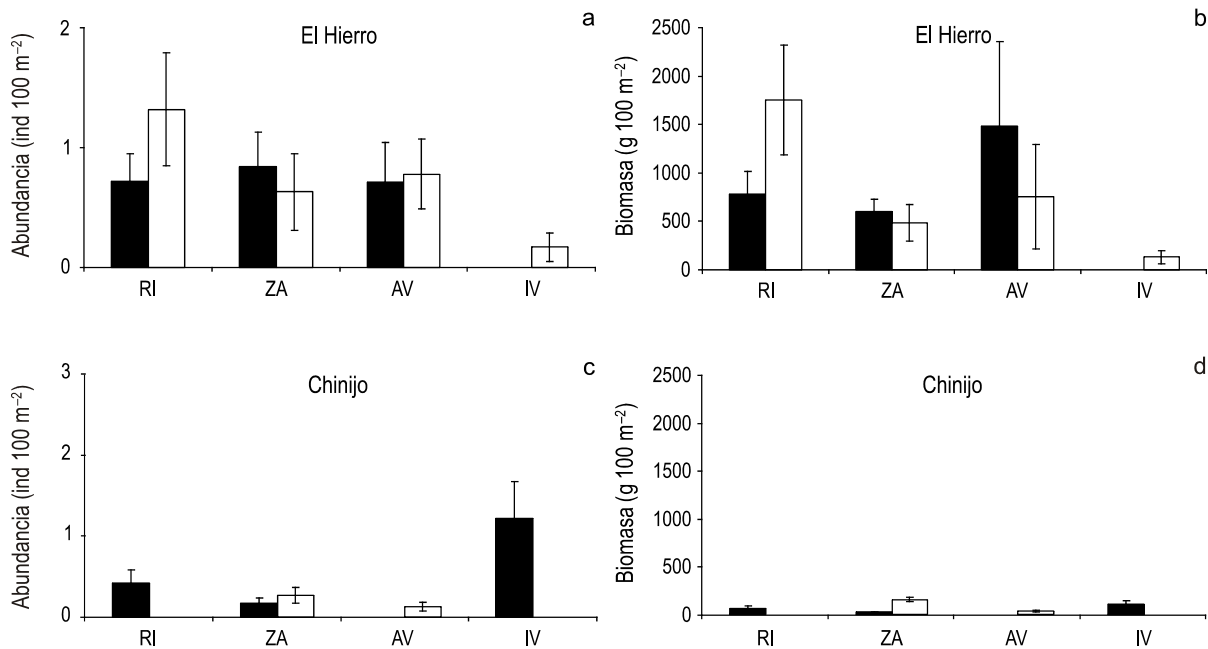 a
El Hierro
Abundancia (ind 100 m⁻²)
2
1
0
RI ZA AV IV
b
El Hierro
Biomasa (g 100 m⁻²)
2500
2000
1500
1000
500
0
RI ZA AV IV
c
Chinijo
Abundancia (ind 100 m⁻²)
3
2
1
0
RI ZA AV IV
d
Chinijo
Biomasa (g 100 m⁻²)
2500
2000
1500
1000
500
0
RI ZA AV IV